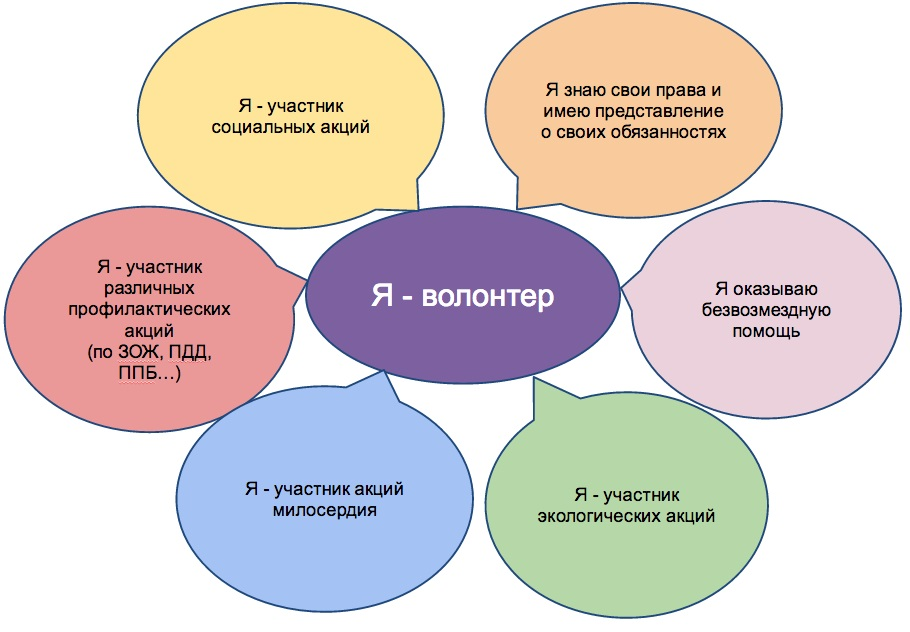 Я - участник
социальных акций
Я знаю свои права и
имею представление
о своих обязанностях
Я - участник
различных
профилактических
акций
(по ЗОЖ, ПДД,
ППБ...)
Я - волонтер
Я оказываю
безвозмездную
помощь
Я - участник акций
милосердия
Я - участник
экологических акций